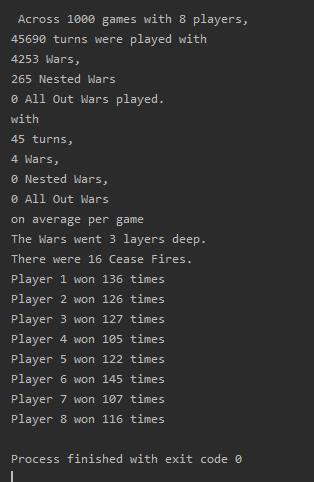 Across 1000 games with 8 players,
45690 turns were played with
4253 Wars,
265 Nested Wars
0 All Out Wars played.
with
45 turns,
4 Wars,
0 Nested Wars,
0 All Out Wars
on average per game
The Wars went 3 layers deep.
There were 16 Cease Fires.
Player 1 won 136 times
Player 2 won 126 times
Player 3 won 127 times
Player 4 won 105 times
Player 5 won 122 times
Player 6 won 145 times
Player 7 won 107 times
Player 8 won 116 times
Process finished with exit code 0